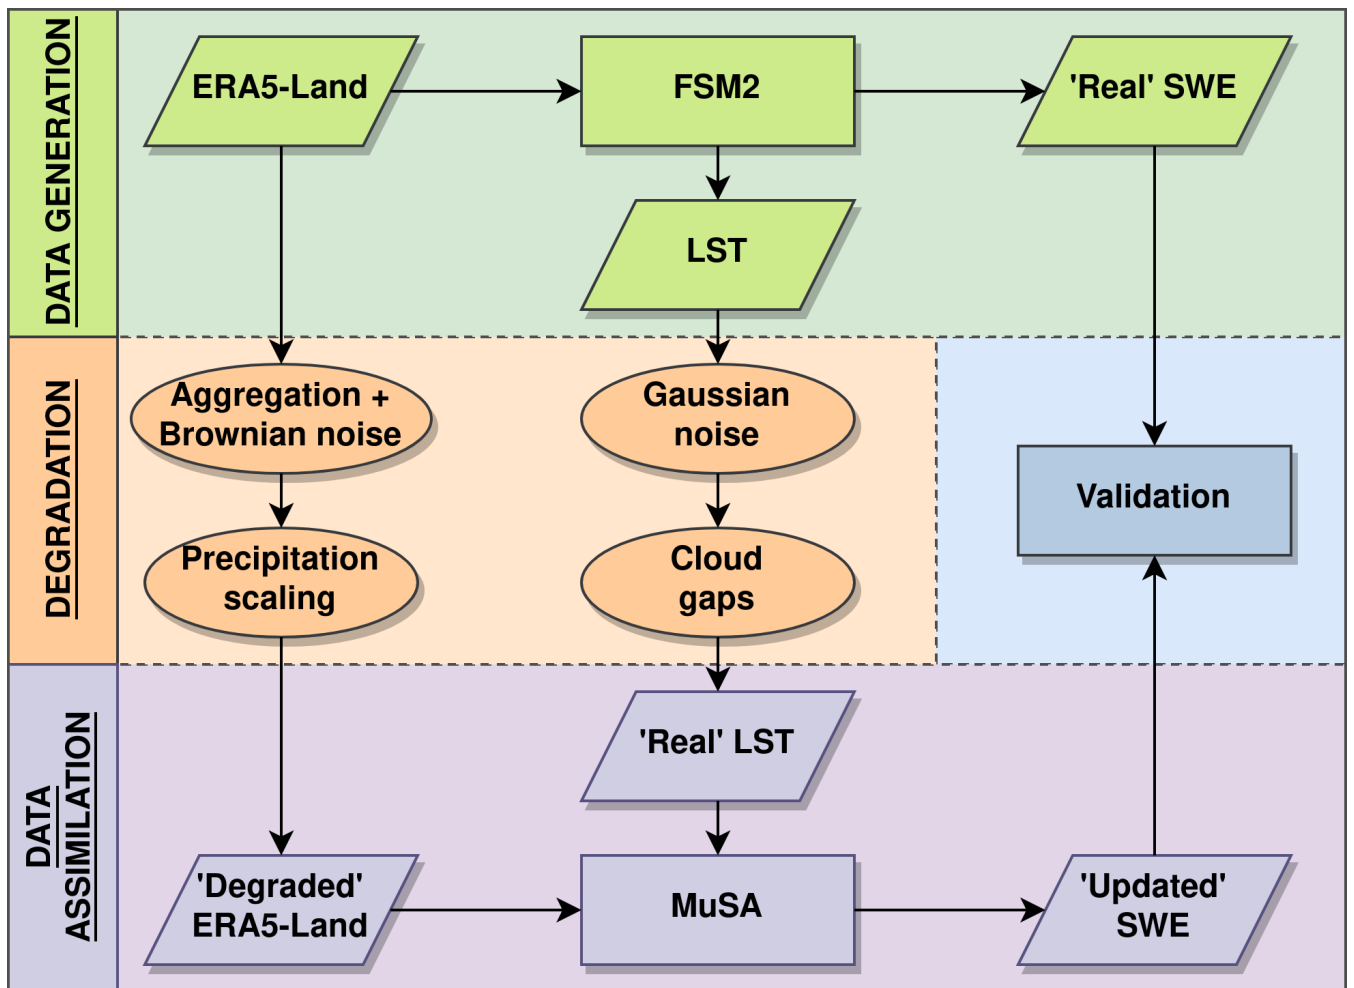 DATA GENERATION
ERA5-Land
FSM2
'Real' SWE
LST
DEGRADATION
Aggregation +
Brownian noise
Gaussian
noise
Precipitation
scaling
Cloud
gaps
Validation
DATA
ASSIMILATION
'Real' LST
'Degraded'
ERA5-Land
MuSA
'Updated'
SWE